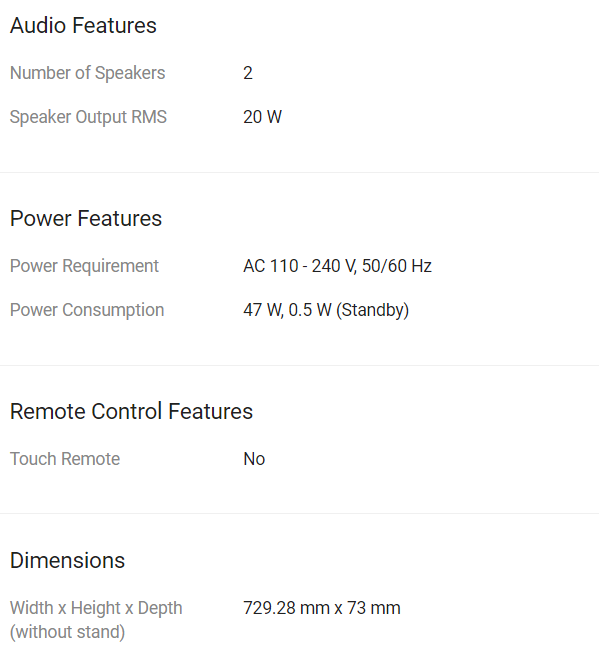 Audio Features
Number of Speakers 2
Speaker Output RMS 20 W
Power Features
Power Requirement AC 110 - 240 V, 50/60 Hz
Power Consumption 47 W, 0.5 W (Standby)
Remote Control Features
Touch Remote No
Dimensions
Width x Height x Depth 729.28 mm x 73 mm
(without stand)